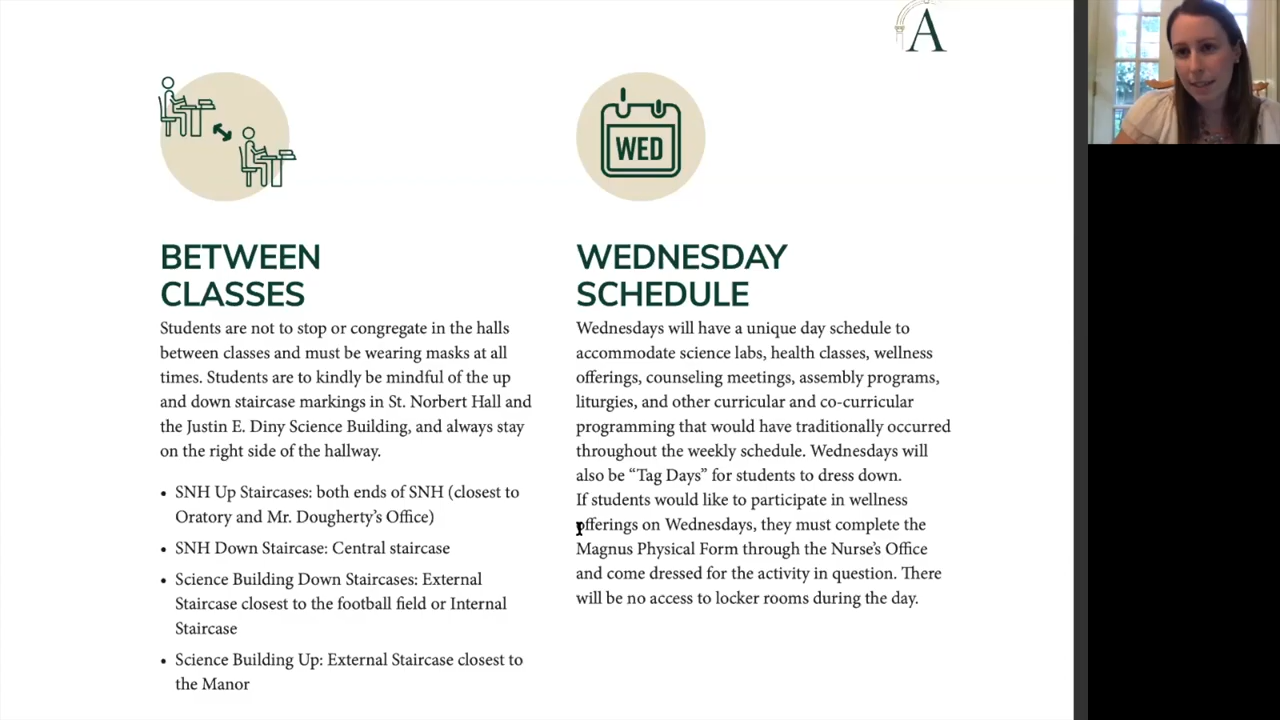 A
WED
BETWEEN
CLASSES
Students are not to stop or congregate in the halls
between classes and must be wearing masks at all
times. Students are to kindly be mindful of the up
and down staircase markings in St. Norbert Hall and
the Justin E. Diny Science Building, and always stay
on the right side of the hallway.
• SNH Up Staircases: both ends of SNH (closest to
Oratory and Mr. Dougherty’s Office)
• SNH Down Staircase: Central staircase
• Science Building Down Staircases: External
Staircase closest to the football field or Internal
Staircase
• Science Building Up: External Staircase closest to
the Manor
WEDNESDAY
SCHEDULE
Wednesdays will have a unique day schedule to
accommodate science labs, health classes, wellness
offerings, counseling meetings, assembly programs,
liturgies, and other curricular and co-curricular
programming that would have traditionally occurred
throughout the weekly schedule. Wednesdays will
also be “Tag Days” for students to dress down.
If students would like to participate in wellness
offerings on Wednesdays, they must complete the
Magnus Physical Form through the Nurse’s Office
and come dressed for the activity in question. There
will be no access to locker rooms during the day.